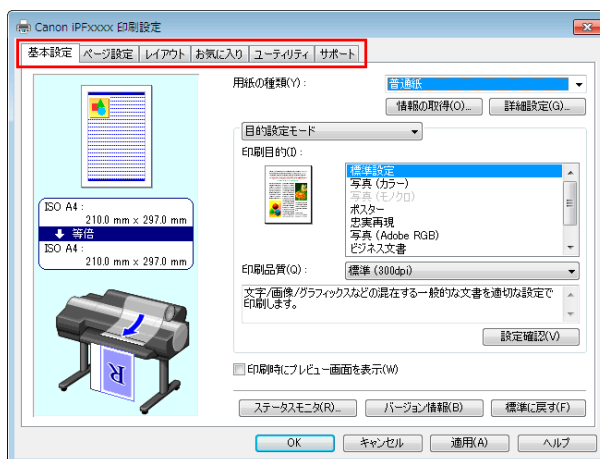 Canon iPFxxxx 印刷設定
基本設定 ページ設定 レイアウト お気に入り ユーティリティ サポート
用紙の種類(Y)： 普通紙
情報の取得(O)... 詳細設定(G)...
目的設定モード
印刷目的(I)：
標準設定
写真 (カラー)
写真 (モノクロ)
ポスター
忠実再現
写真 (Adobe RGB)
ビジネス文書
ISO A4 :
210.0 mm x 297.0 mm
等倍
ISO A4 :
210.0 mm x 297.0 mm
R
印刷品質(Q)： 標準 (300dpi)
文字/画像/グラフィックスなどの混在する一般的な文書を適切な設定で
印刷します。
設定確認(V)
印刷時にプレビュー画面を表示(W)
ステータスモニタ(R)... バージョン情報(B) 標準に戻す(F)
OK キャンセル 適用(A) ヘルプ